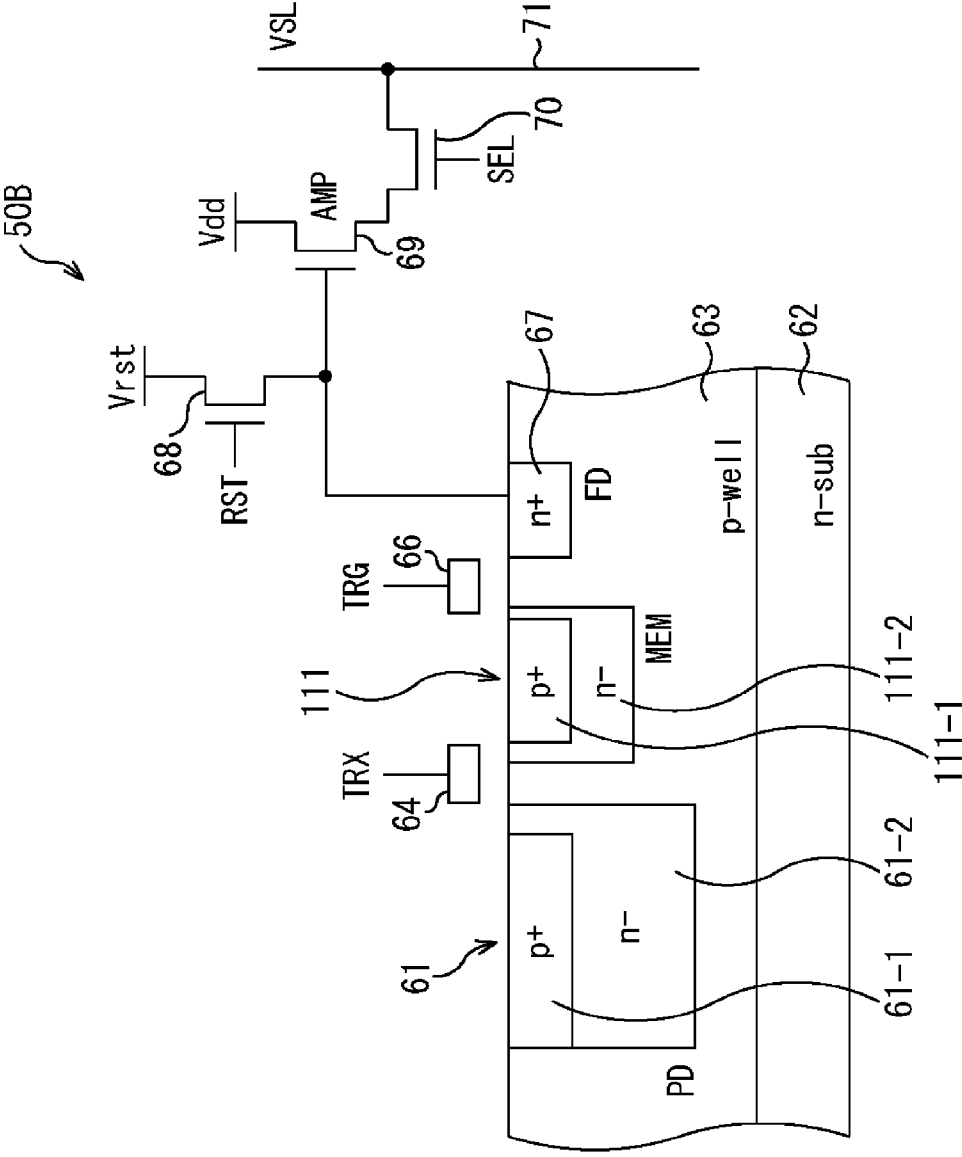 50B
Vrst
68
RST
Vdd
AMP
69
VSL
SEL
70
71
61
TRX
64
111
TRG
66
67
p+
n-
PD
p+
n-
MEM
n+
FD
p-well
63
n-sub
62
61-1
61-2
111-1
111-2